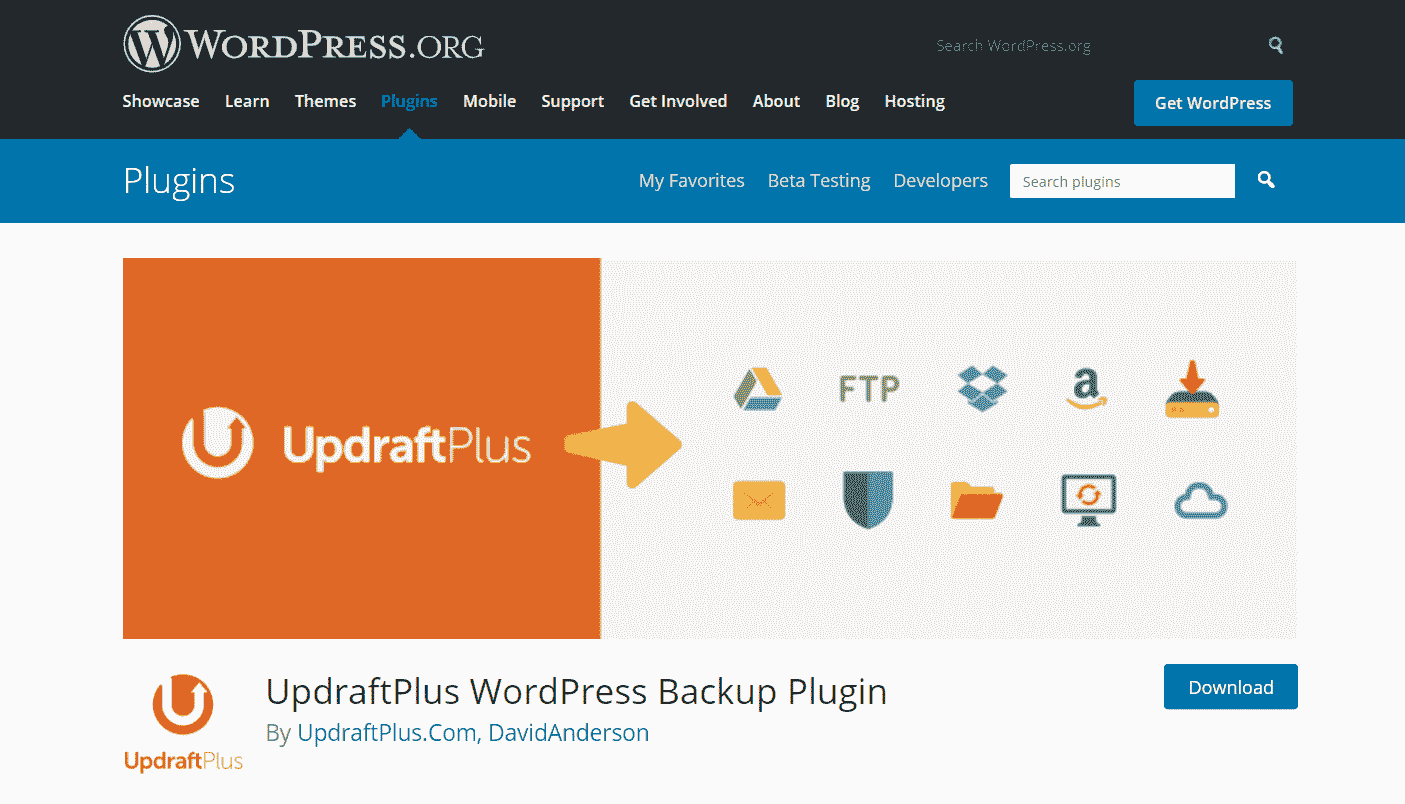 WORDPRESS.ORG
Search WordPress.org
Showcase Learn Themes Plugins Mobile Support Get Involved About Blog Hosting
Get WordPress
Plugins
My Favorites Beta Testing Developers
Search plugins
UpdraftPlus
FTP
a
UpdraftPlus WordPress Backup Plugin
Download
By UpdraftPlus.Com, DavidAnderson
UpdraftPlus